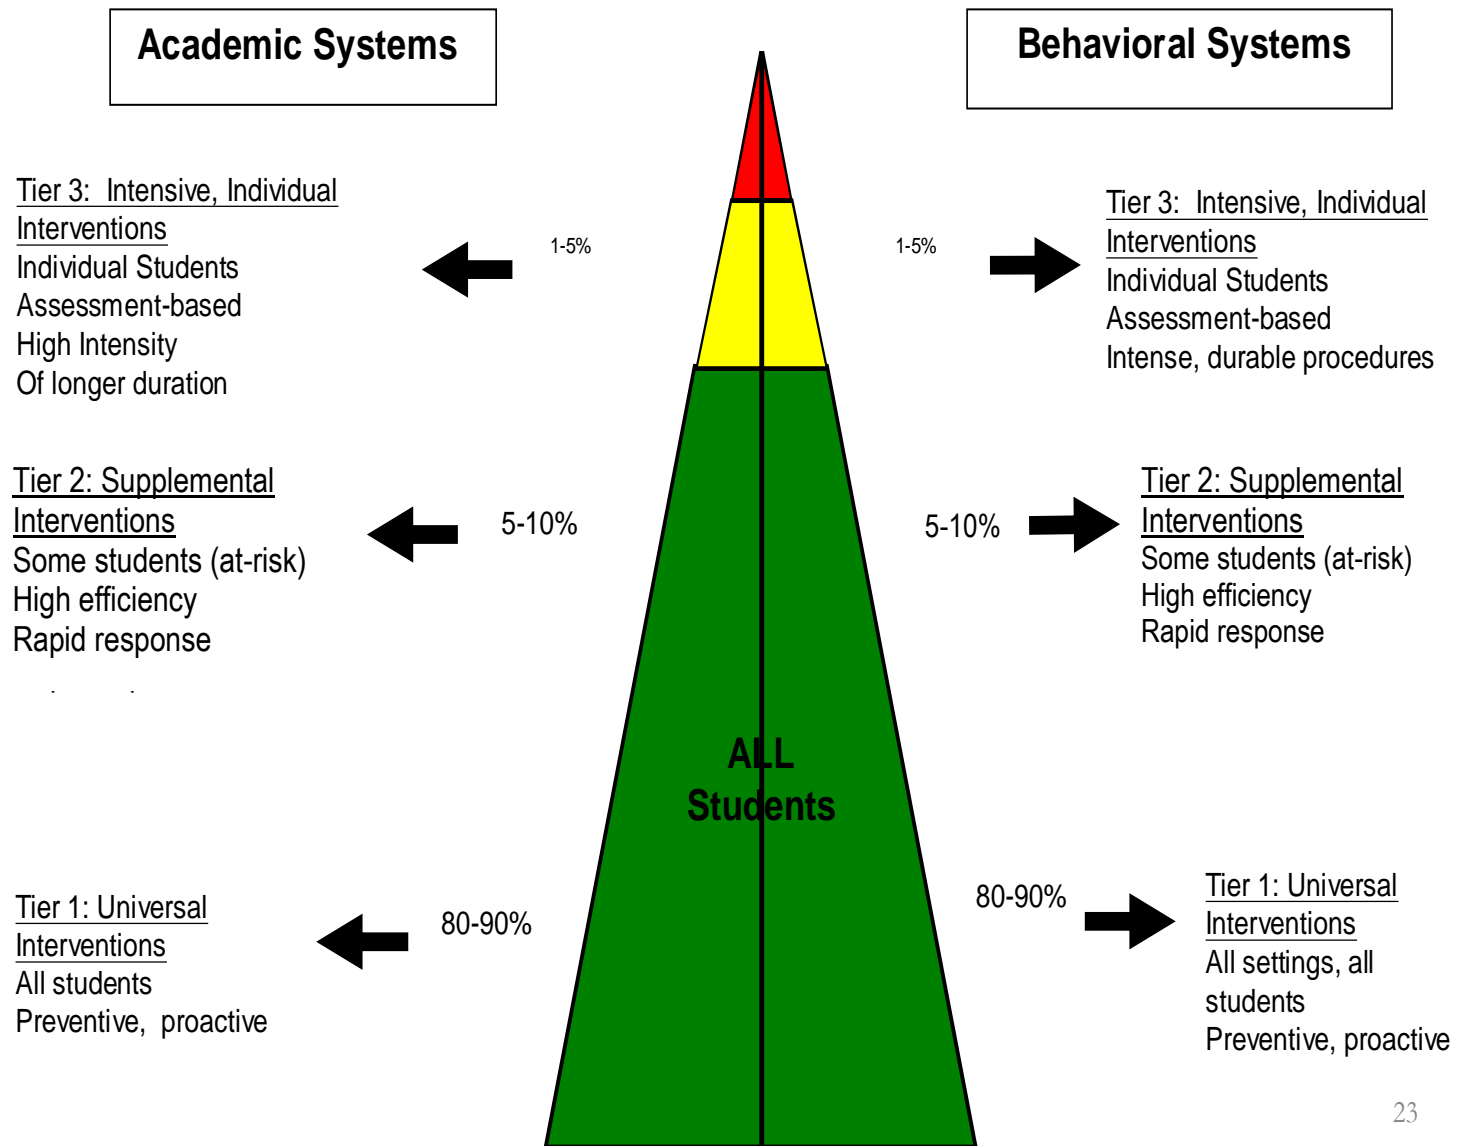 Academic Systems
Behavioral Systems
Tier 3: Intensive, Individual
Interventions
Individual Students
Assessment-based
High Intensity
Of longer duration
1-5%
1-5%
Tier 3: Intensive, Individual
Interventions
Individual Students
Assessment-based
Intense, durable procedures
Tier 2: Supplemental
Interventions
Some students (at-risk)
High efficiency
Rapid response
5-10%
5-10%
Tier 2: Supplemental
Interventions
Some students (at-risk)
High efficiency
Rapid response
ALL
Students
Tier 1: Universal
Interventions
All students
Preventive, proactive
80-90%
80-90%
Tier 1: Universal
Interventions
All settings, all
students
Preventive, proactive
23